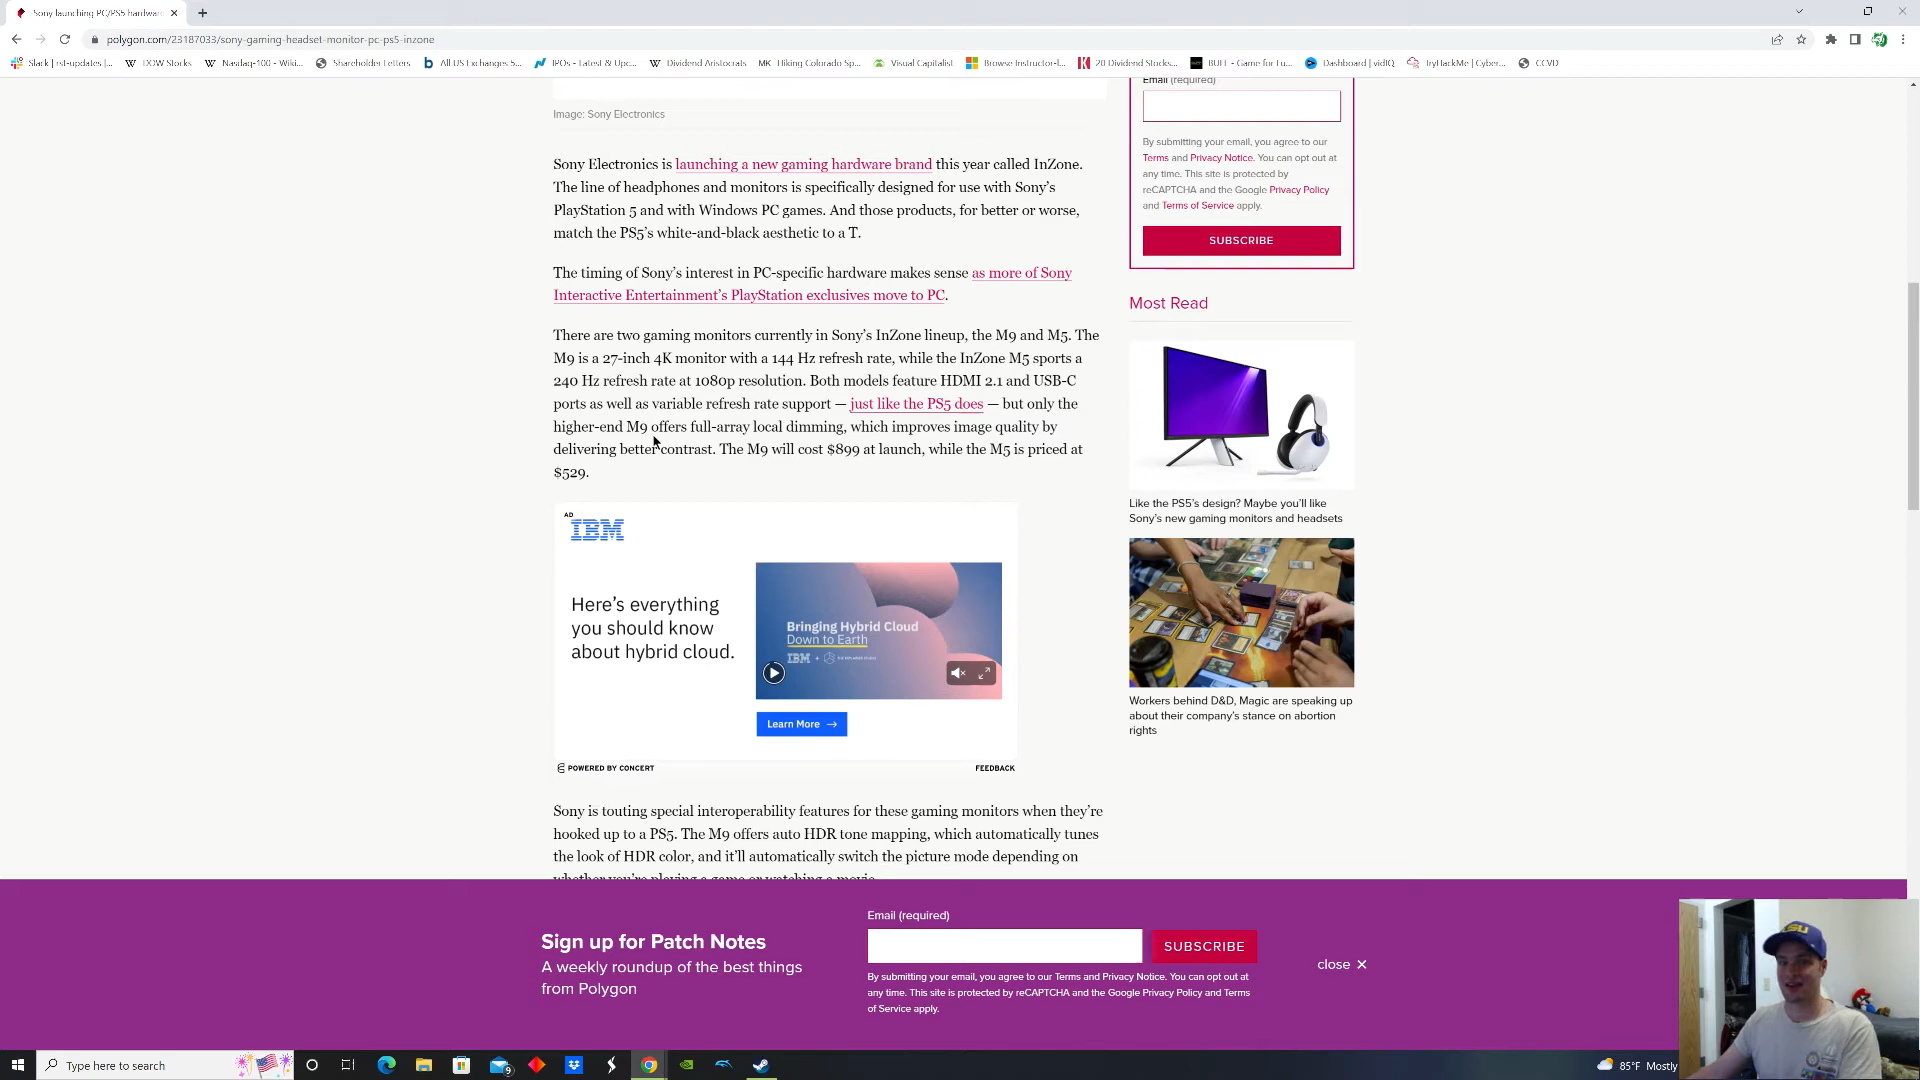 Sony launching PC/PS5 hardware
polygon.com/23187033/sony-gaming-headset-monitor-pc-ps5-inzone
Slack | rst-updates |...
DOW Stocks
Nasdaq-100 - Wiki...
Shareholder Letters
All US Exchanges 5...
IPOs - Latest & Upc...
Dividend Aristocrats
MK Hiking Colorado Sp...
Visual Capitalist
Browse Instructor-l...
20 Dividend Stocks...
BUFF - Game for Fu...
Dashboard | vidIQ
TryHackMe | Cyber...
CCVD
Image: Sony Electronics
Sony Electronics is launching a new gaming hardware brand this year called InZone.
The line of headphones and monitors is specifically designed for use with Sony's
PlayStation 5 and with Windows PC games. And those products, for better or worse,
match the PS5's white-and-black aesthetic to a T.
The timing of Sony's interest in PC-specific hardware makes sense as more of Sony
Interactive Entertainment's PlayStation exclusives move to PC.
There are two gaming monitors currently in Sony's InZone lineup, the M9 and M5. The
M9 is a 27-inch 4K monitor with a 144 Hz refresh rate, while the InZone M5 sports a
240 Hz refresh rate at 1080p resolution. Both models feature HDMI 2.1 and USB-C
ports as well as variable refresh rate support — just like the PS5 does — but only the
higher-end M9 offers full-array local dimming, which improves image quality by
delivering better contrast. The M9 will cost $899 at launch, while the M5 is priced at
$529.
AD
IBM
Here's everything
you should know
about hybrid cloud.
Bringing Hybrid Cloud
Down to Earth
IBM +
Learn More →
POWERED BY CONCERT
FEEDBACK
Sony is touting special interoperability features for these gaming monitors when they're
hooked up to a PS5. The M9 offers auto HDR tone mapping, which automatically tunes
the look of HDR color, and it'll automatically switch the picture mode depending on
whether you're playing a game or watching a movie.
Email (required)
By submitting your email, you agree to our
Terms and Privacy Notice. You can opt out at
any time. This site is protected by
reCAPTCHA and the Google Privacy Policy
and Terms of Service apply.
SUBSCRIBE
Most Read
Like the PS5's design? Maybe you'll like
Sony's new gaming monitors and headsets
Workers behind D&D, Magic are speaking up
about their company's stance on abortion
rights
Sign up for Patch Notes
A weekly roundup of the best things
from Polygon
Email (required)
SUBSCRIBE
By submitting your email, you agree to our Terms and Privacy Notice. You can opt out at
any time. This site is protected by reCAPTCHA and the Google Privacy Policy and Terms
of Service apply.
close ✕
LSU
Type here to search
9
85°F Mostly